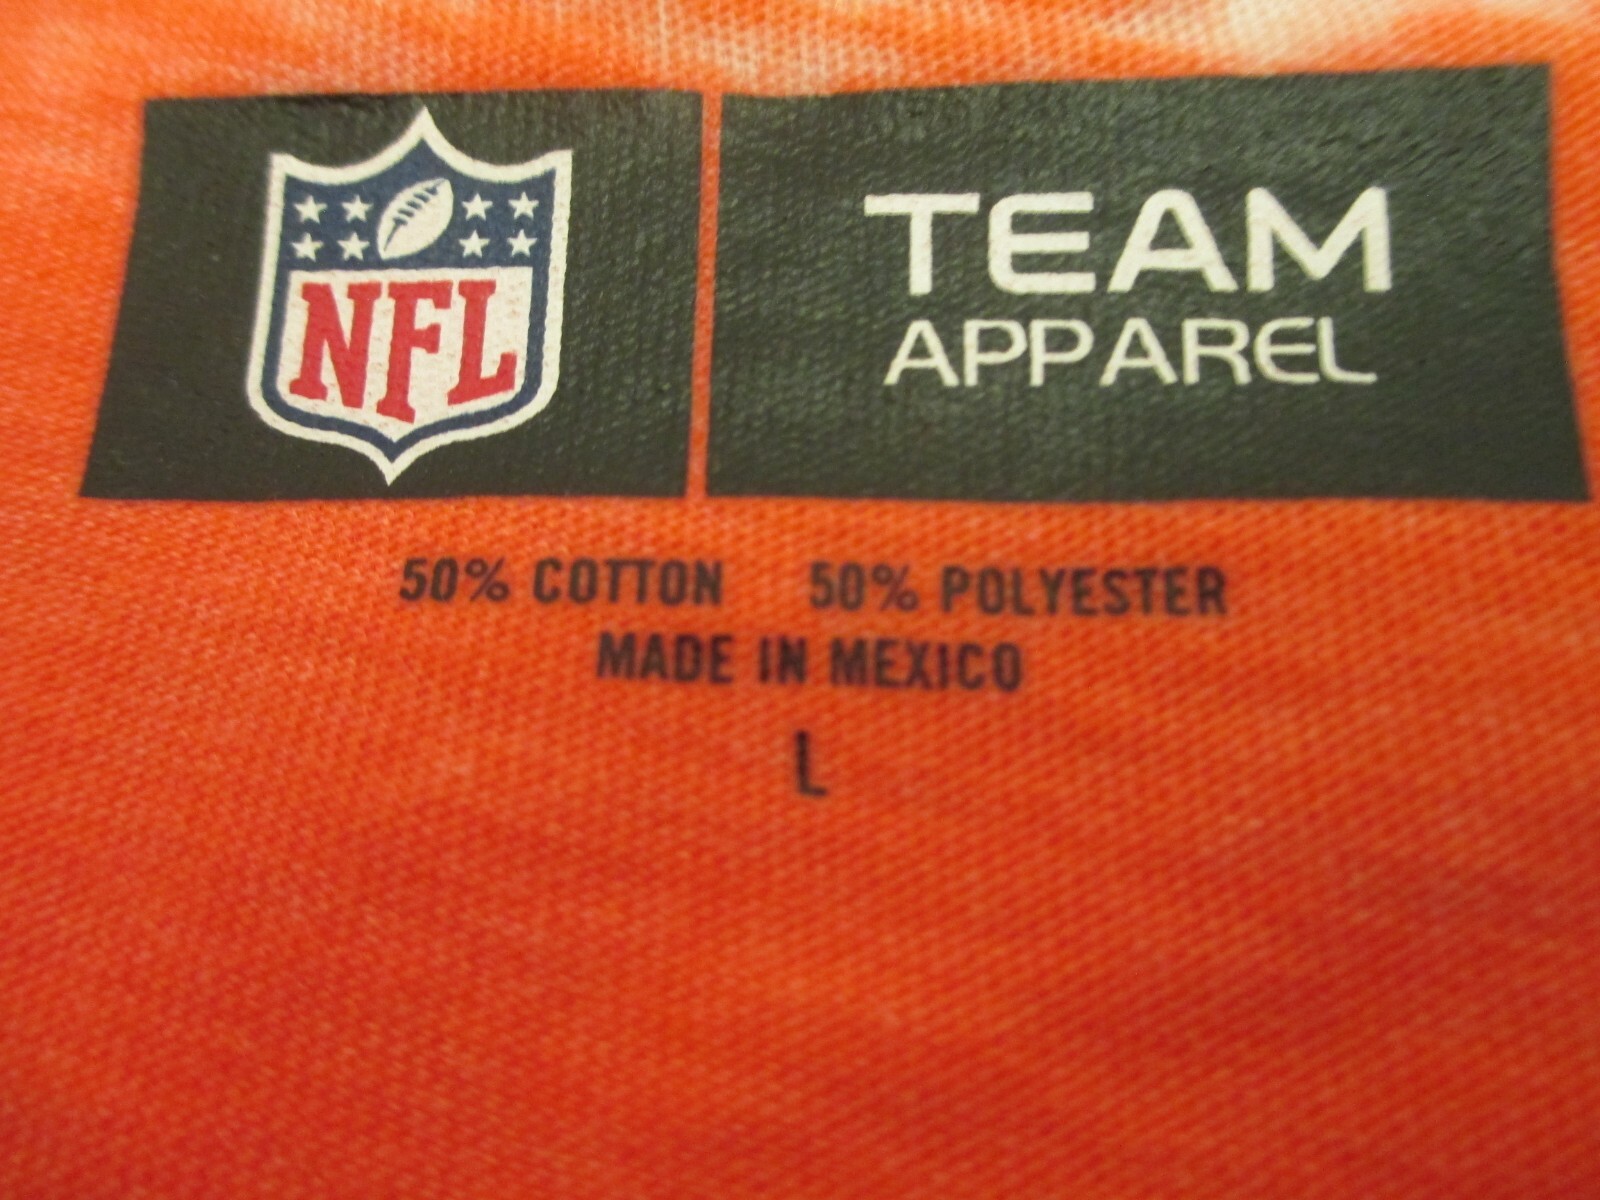 NFL
TEAM
APPAREL
50% COTTON 50% POLYESTER
MADE IN MEXICO
L